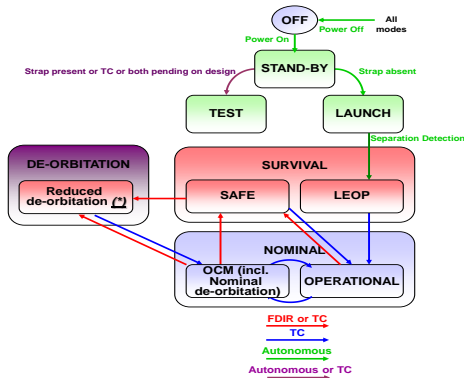 OFF
All
modes
Power Off
Power On
STAND-BY
Strap present or TC or both pending on design
Strap absent
TEST
LAUNCH
Separation Detection
DE-ORBITATION
SURVIVAL
Reduced
de-orbitation (*)
SAFE
LEOP
NOMINAL
OCM (incl.
Nominal
de-orbitation)
OPERATIONAL
FDIR or TC
TC
Autonomous
Autonomous or TC